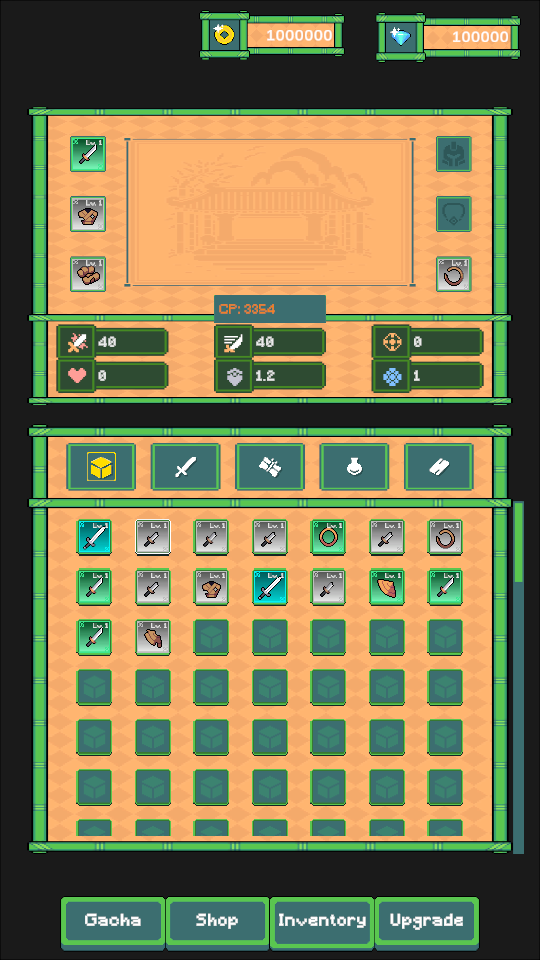 1000000
100000
Lv. 1
Lv. 1
Lv. 1
Lv. 1
CP: 3354
40
40
0
0
1.2
1
Lv. 1 Lv. 1 Lv. 1 Lv. 1 Lv. 1 Lv. 1 Lv. 1
Lv. 1 Lv. 1 Lv. 1 Lv. 1 Lv. 1 Lv. 1 Lv. 1
Lv. 1 Lv. 1
Gacha
Shop
Inventory
Upgrade